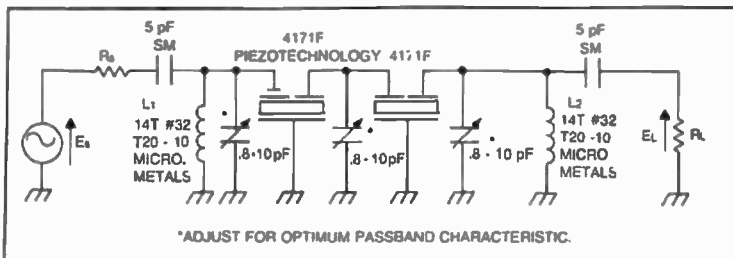 5 pF
SM
4171F
PIEZOTECHNOLOGY 4171F
5 pF
SM
Rs
Es
L1
14T #32
T20 - 10
MICRO.
METALS
*
.8-10pF
*
.8-10pF
*
.8-10 pF
L2
14T #32
T20 -10
MICRO
METALS
EL
RL
*ADJUST FOR OPTIMUM PASSBAND CHARACTERISTIC.